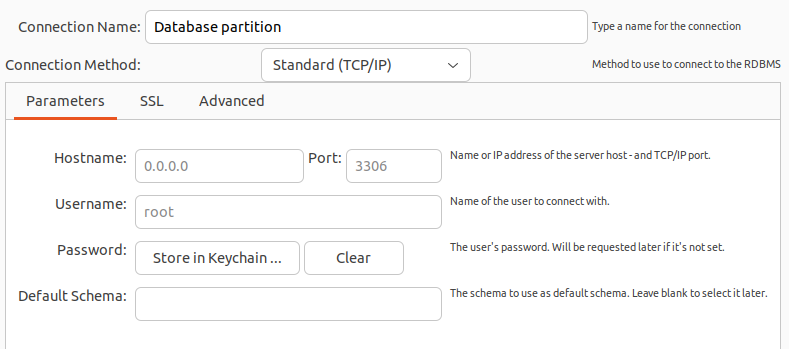 Connection Name: Database partition Type a name for the connection
Connection Method: Standard (TCP/IP) Method to use to connect to the RDBMS
Parameters SSL Advanced
Hostname: 0.0.0.0 Port: 3306 Name or IP address of the server host - and TCP/IP port.
Username: root Name of the user to connect with.
Password: Store in Keychain ... Clear The user's password. Will be requested later if it's not set.
Default Schema: The schema to use as default schema. Leave blank to select it later.